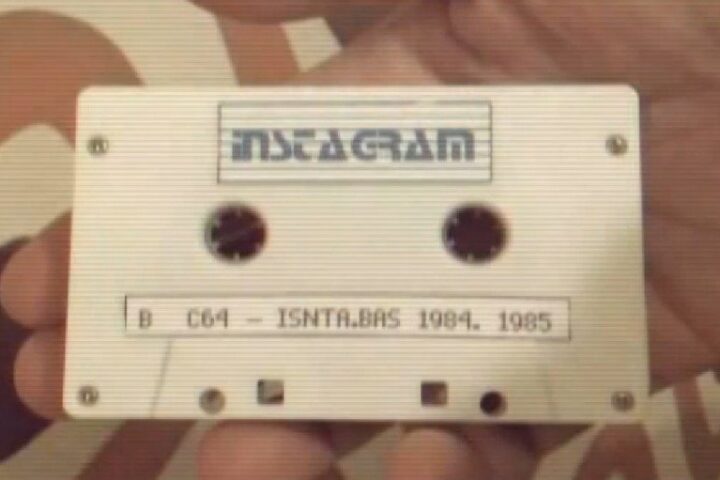 INSTAGRAM
B C64 - ISNTA.BAS 1984. 1985